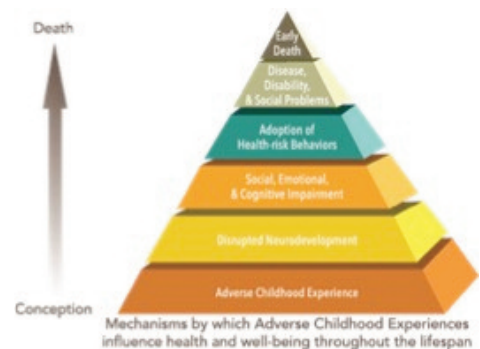 Death
Early
Death
Disease,
Disability,
& Social Problems
Adoption of
Health-risk Behaviors
Social, Emotional,
& Cognitive Impairment
Disrupted Neurodevelopment
Adverse Childhood Experience
Conception
Mechanisms by which Adverse Childhood Experiences
influence health and well-being throughout the lifespan